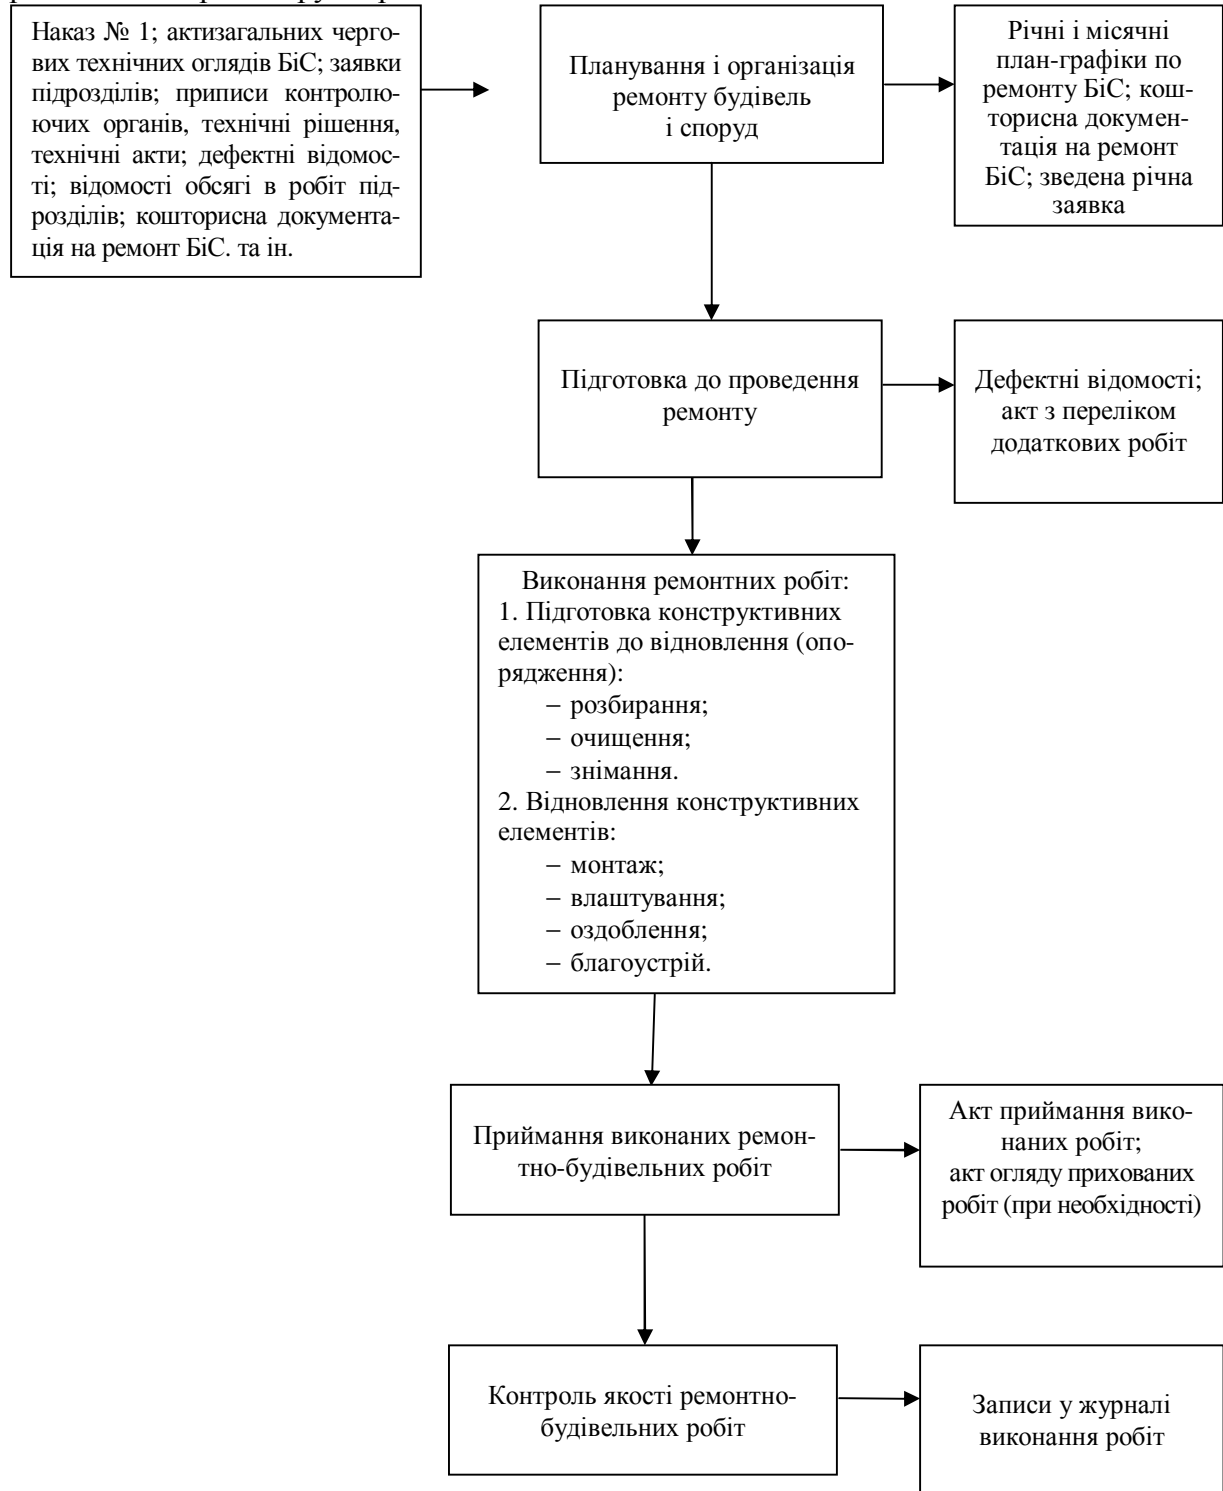 Наказ № 1; актизагальних черго-
вих технічних оглядів БіС; заявки
підрозділів; приписи контролю-
ючих органів, технічні рішення,
технічні акти; дефектні відомос-
ті; відомості обсягі в робіт під-
розділів; кошторисна документа-
ція на ремонт БіС. та ін.
Планування і організація
ремонту будівель
і споруд
Річні і місячні
план-графіки по
ремонту БіС; кош-
торисна докумен-
тація на ремонт
БіС; зведена річна
заявка
Підготовка до проведення
ремонту
Дефектні відомості;
акт з переліком
додаткових робіт
Виконання ремонтних робіт:
1. Підготовка конструктивних
елементів до відновлення (опо-
рядження):
– розбирання;
– очищення;
– знімання.
2. Відновлення конструктивних
елементів:
– монтаж;
– влаштування;
– оздоблення;
– благоустрій.
Приймання виконаних ремон-
тно-будівельних робіт
Акт приймання вико-
наних робіт;
акт огляду прихованих
робіт (при необхідності)
Контроль якості ремонтно-
будівельних робіт
Записи у журналі
виконання робіт